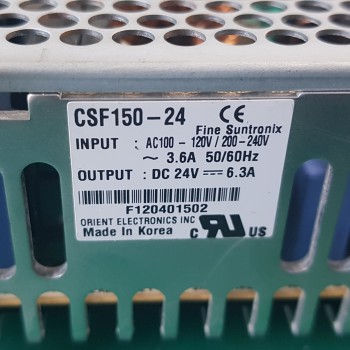 CSF150-24 CE
Fine Suntronix
INPUT : AC100 - 120V / 200-240V
~ 3.6A 50/60Hz
OUTPUT : DC 24V ⎓ 6.3A
F120401502
ORIENT ELECTRONICS INC
Made in Korea
c RU US